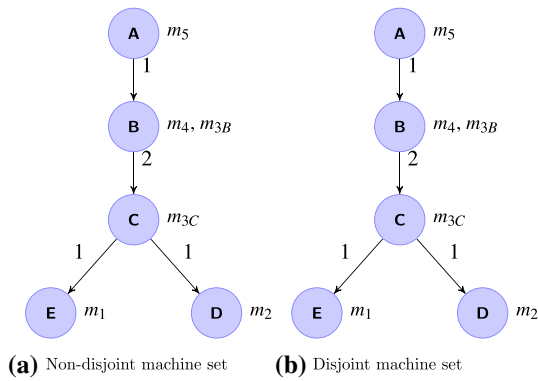 A m5 A m5
1 1
B m4, m3B B m4, m3B
2 2
C m3C C m3C
1 1 1 1
E m1 D m2 E m1 D m2
(a) Non-disjoint machine set (b) Disjoint machine set